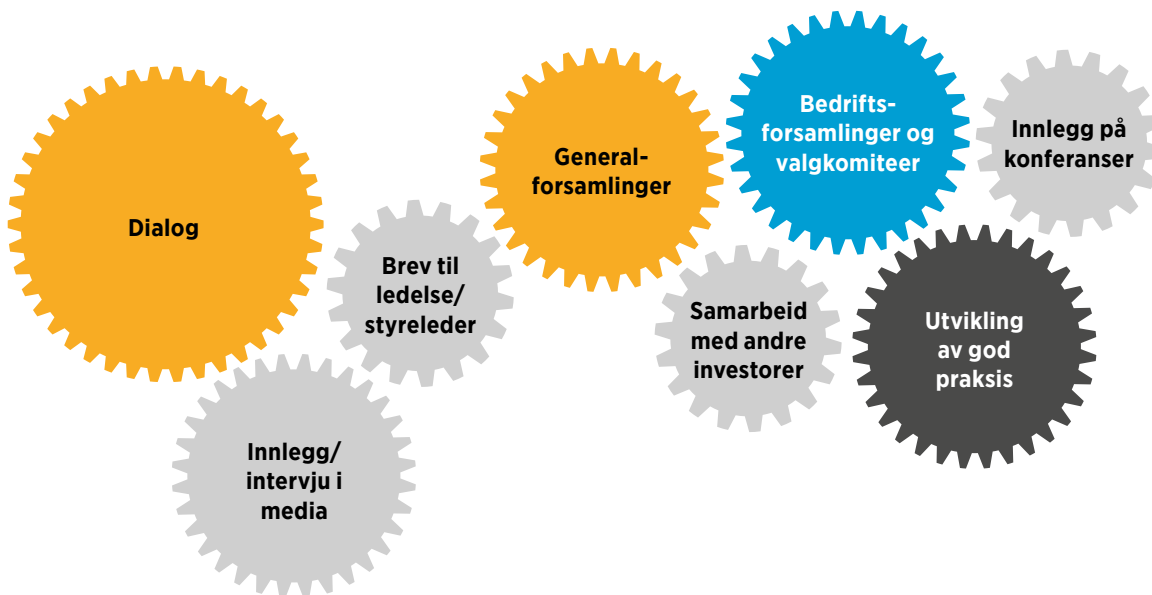 Dialog
Brev til
ledelse/
styreleder
Innlegg/
intervju i
media
General-
forsamlinger
Bedrifts-
forsamlinger og
valgkomiteer
Innlegg på
konferanser
Samarbeid
med andre
investorer
Utvikling
av god
praksis